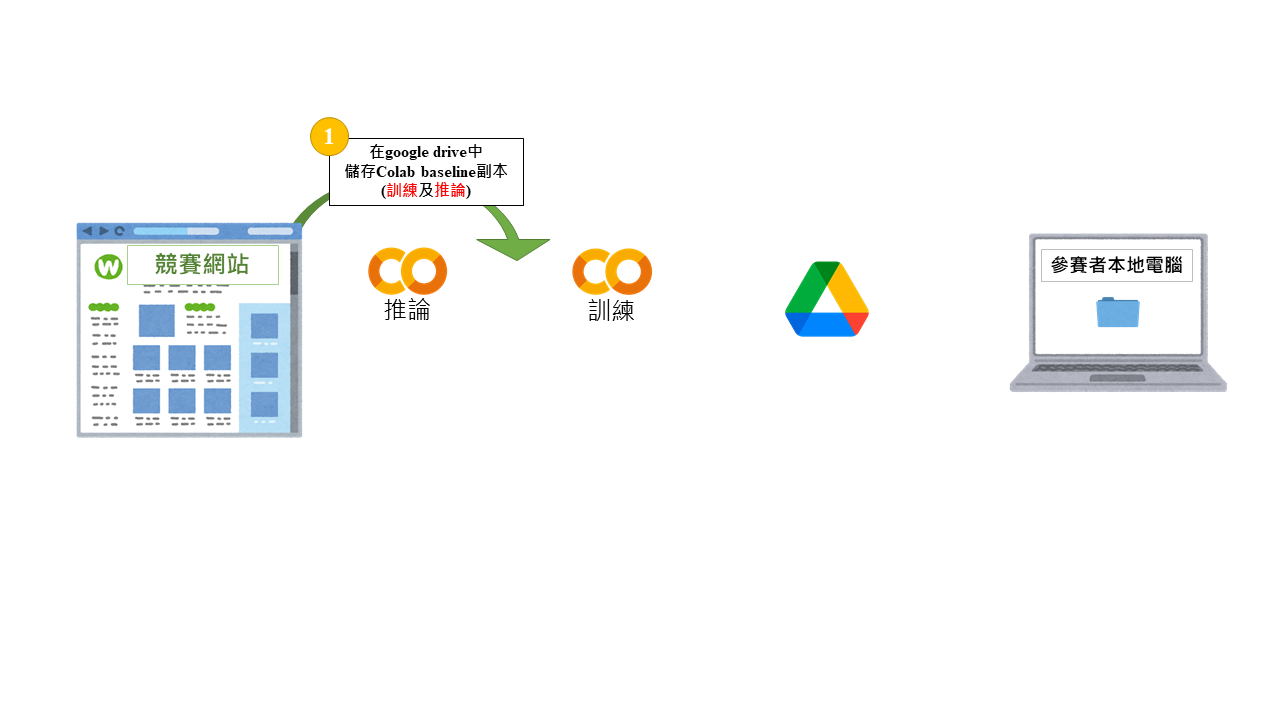 1
在google drive中
儲存Colab baseline副本
(訓練及推論)
W
競賽網站
推論
訓練
參賽者本地電腦